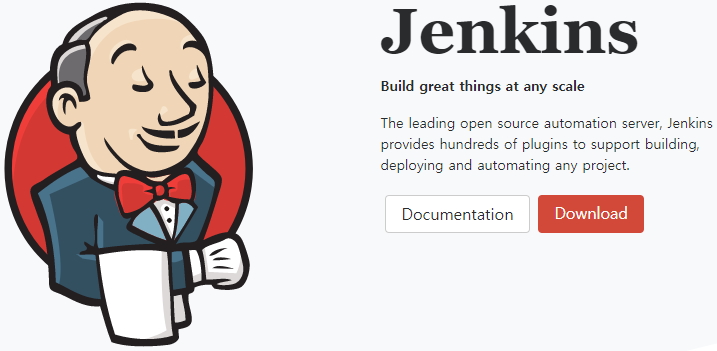 Jenkins
Build great things at any scale
The leading open source automation server, Jenkins
provides hundreds of plugins to support building,
deploying and automating any project.
Documentation
Download